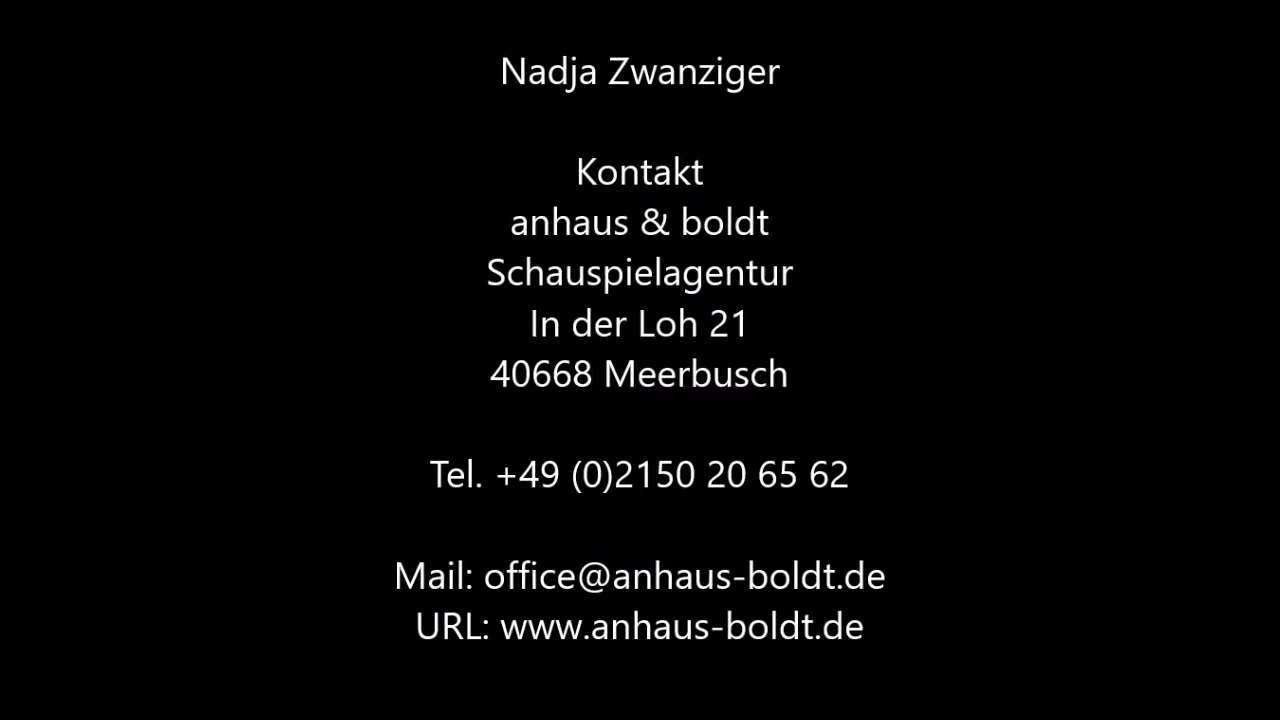 Nadja Zwanziger
Kontakt
anhaus & boldt
Schauspielagentur
In der Loh 21
40668 Meerbusch
Tel. +49 (0)2150 20 65 62
Mail: office@anhaus-boldt.de
URL: www.anhaus-boldt.de